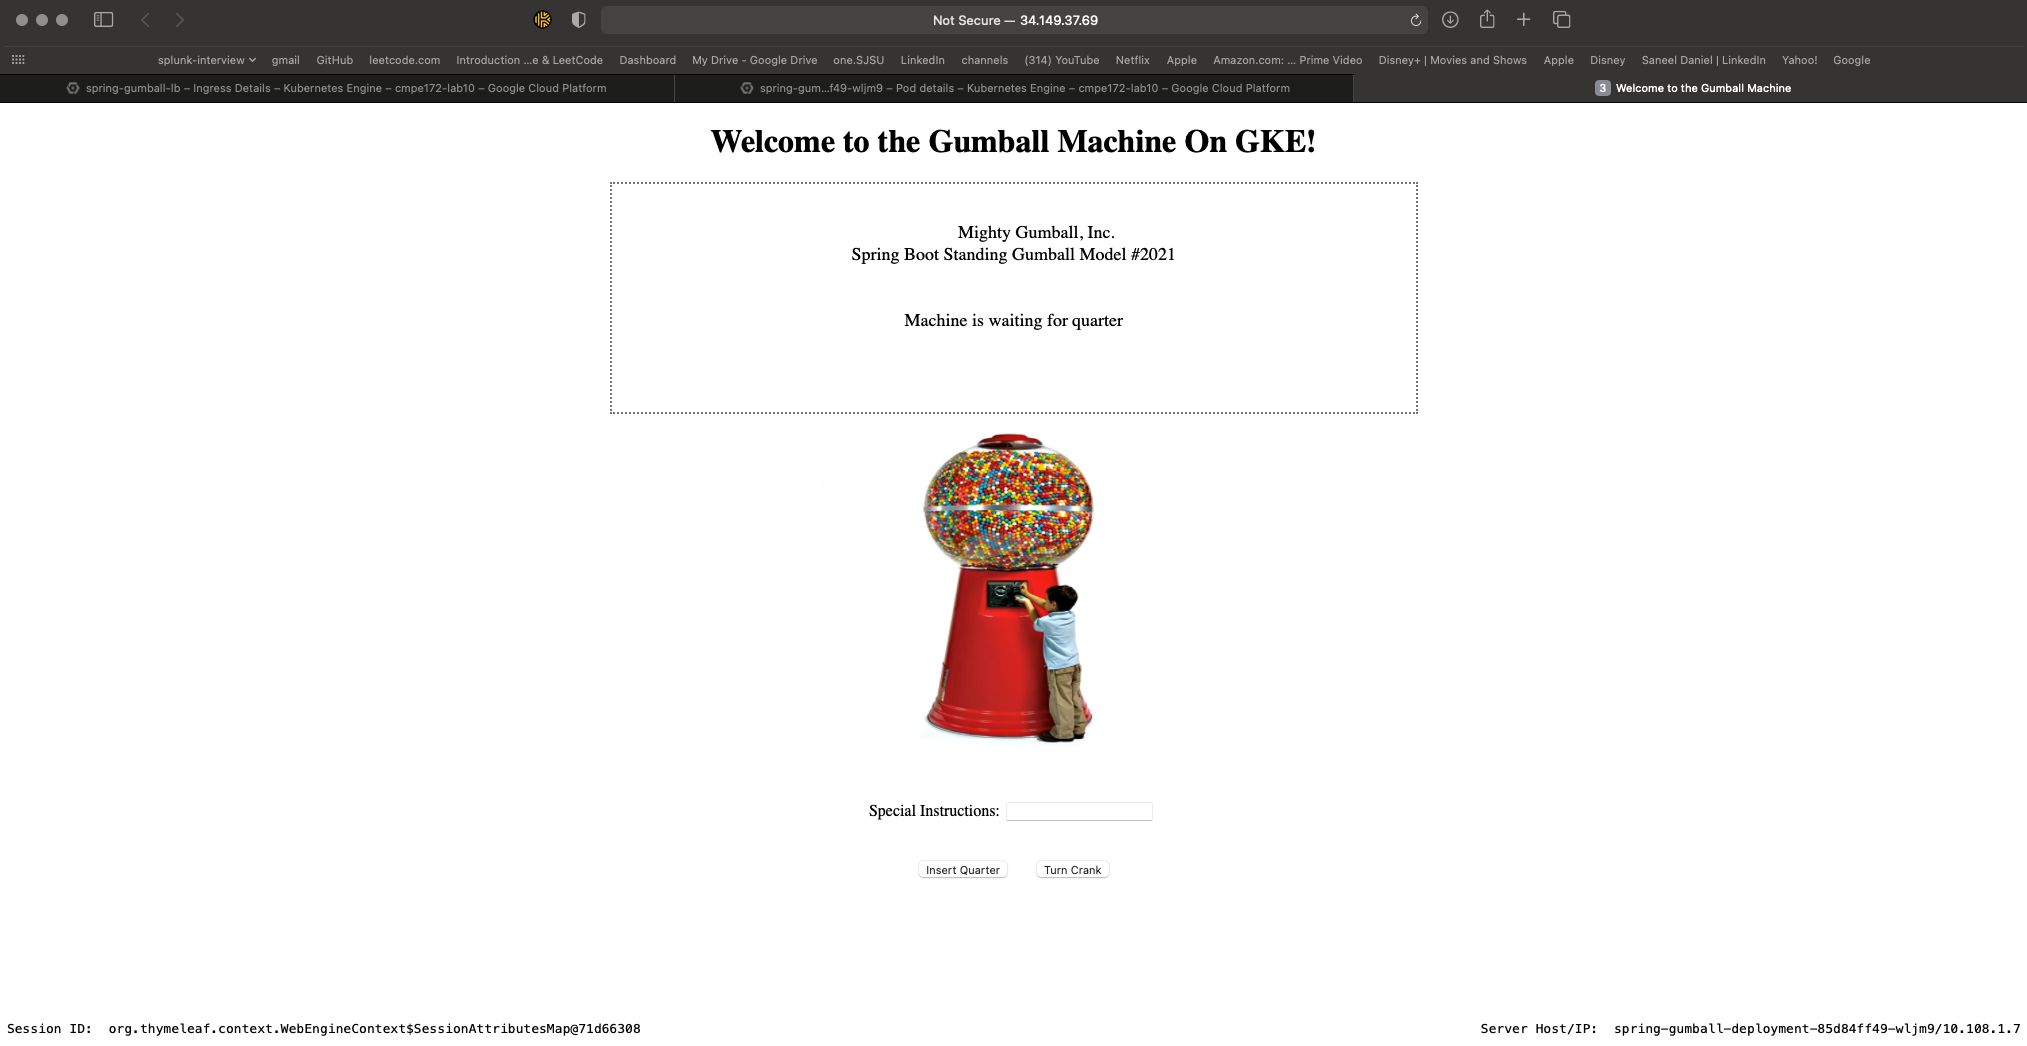 Not Secure — 34.149.37.69
splunk-interview gmail GitHub leetcode.com Introduction ...e & LeetCode Dashboard My Drive - Google Drive one.SJSU LinkedIn channels (314) YouTube Netflix Apple Amazon.com: ... Prime Video Disney+ | Movies and Shows Apple Disney Saneel Daniel | LinkedIn Yahoo! Google
spring-gumball-lb – Ingress Details – Kubernetes Engine – cmpe172-lab10 – Google Cloud Platform spring-gum...f49-wljm9 – Pod details – Kubernetes Engine – cmpe172-lab10 – Google Cloud Platform 3 Welcome to the Gumball Machine
Welcome to the Gumball Machine On GKE!
Mighty Gumball, Inc.
Spring Boot Standing Gumball Model #2021
Machine is waiting for quarter
Special Instructions:
Insert Quarter Turn Crank
Session ID: org.thymeleaf.context.WebEngineContext$SessionAttributesMap@71d66308 Server Host/IP: spring-gumball-deployment-85d84ff49-wljm9/10.108.1.7